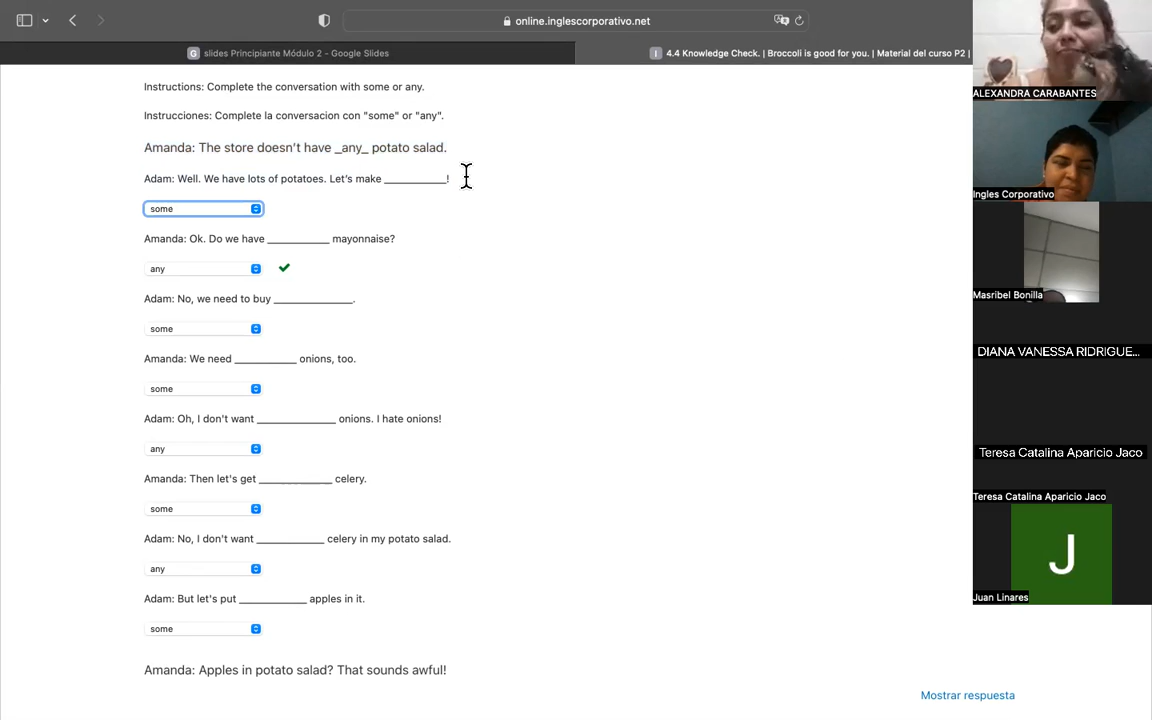 online.inglescorporativo.net
G slides Principiante Módulo 2 - Google Slides
I 4.4 Knowledge Check. | Broccoli is good for you. | Material del curso P2 |
Instructions: Complete the conversation with some or any.
Instrucciones: Complete la conversacion con "some" or "any".
Amanda: The store doesn't have _any_ potato salad.
Adam: Well. We have lots of potatoes. Let's make ___________!
some
Amanda: Ok. Do we have ___________ mayonnaise?
any
Adam: No, we need to buy ______________.
some
Amanda: We need ___________ onions, too.
some
Adam: Oh, I don't want ______________ onions. I hate onions!
any
Amanda: Then let's get _____________ celery.
some
Adam: No, I don't want ____________ celery in my potato salad.
any
Adam: But let's put ____________ apples in it.
some
Amanda: Apples in potato salad? That sounds awful!
Mostrar respuesta
ALEXANDRA CARABANTES
Ingles Corporativo
Masribel Bonilla
DIANA VANESSA RIDRIGUE...
Teresa Catalina Aparicio Jaco
Teresa Catalina Aparicio Jaco
J
Juan Linares